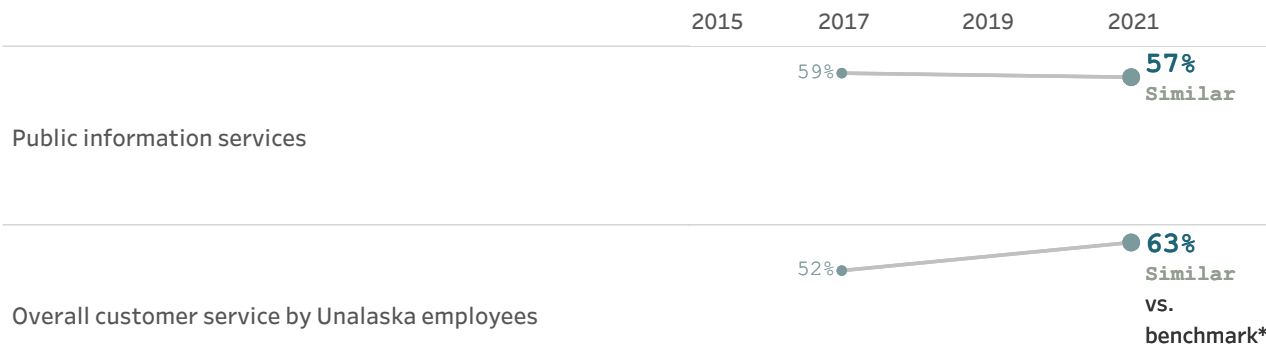 2015 2017 2019 2021
59% 57%
Similar
Public information services
52% 63%
Similar
Overall customer service by Unalaska employees
vs.
benchmark*